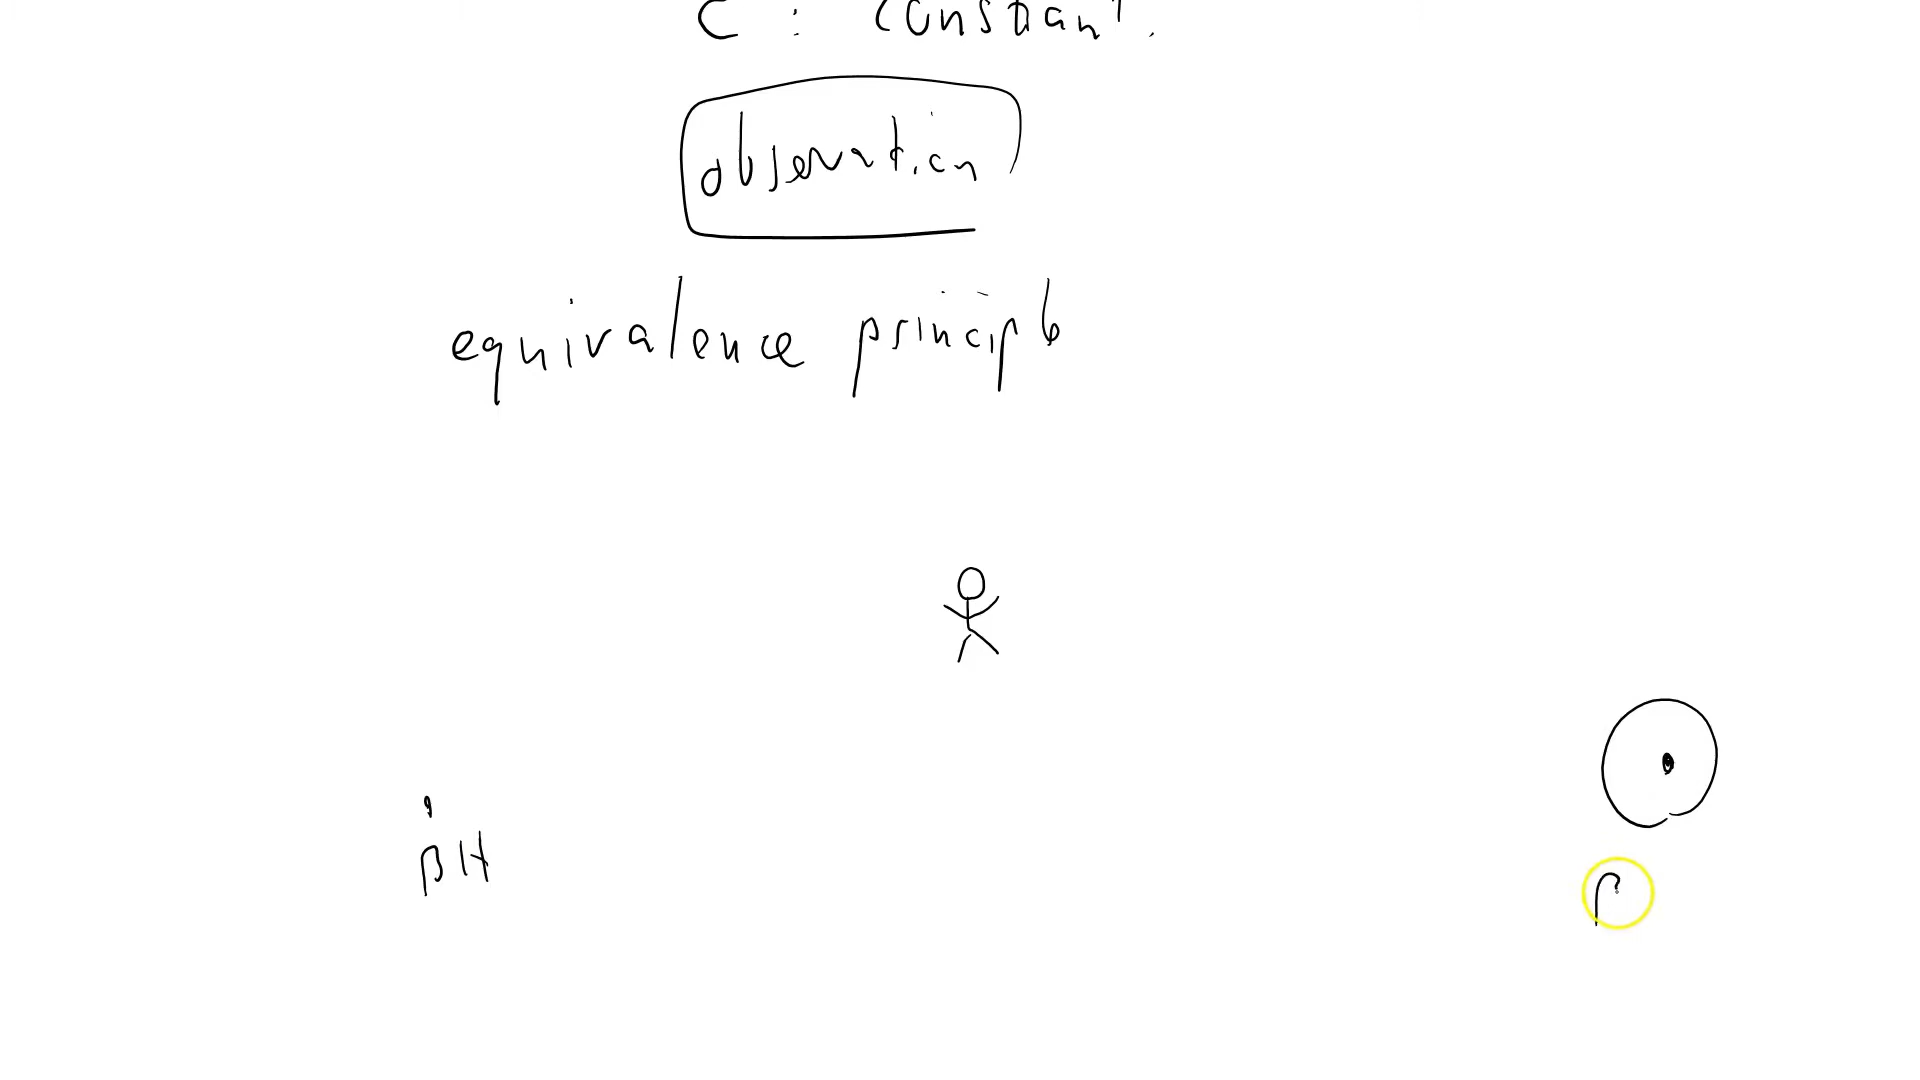 C : constant.
observation
equivalence principle
BH